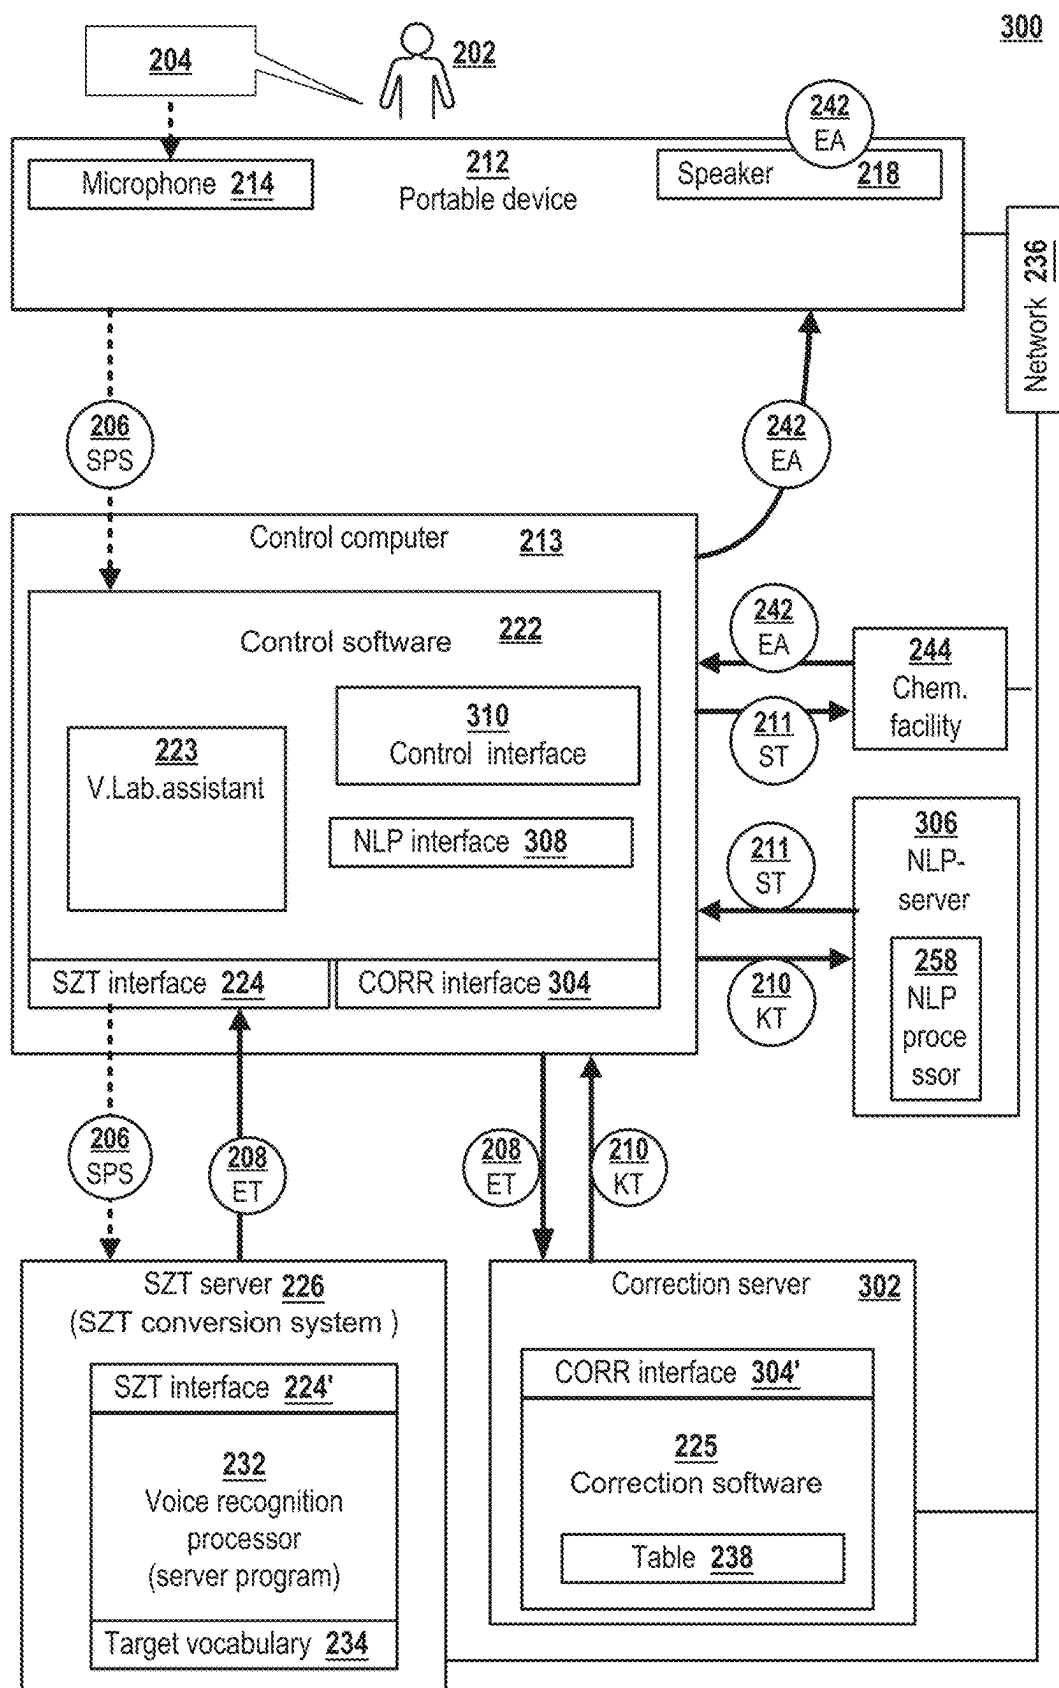 300
204
202
242
EA
Microphone 214
212
Portable device
Speaker 218
Network 236
206
SPS
242
EA
Control computer 213
Control software 222
242
EA
244
Chem.
facility
211
ST
310
Control interface
223
V.Lab.assistant
NLP interface 308
211
ST
306
NLP-
server
258
NLP
proce
ssor
210
KT
SZT interface 224
CORR interface 304
206
SPS
208
ET
208
ET
210
KT
SZT server 226
(SZT conversion system )
SZT interface 224'
232
Voice recognition
processor
(server program)
Target vocabulary 234
Correction server 302
CORR interface 304'
225
Correction software
Table 238